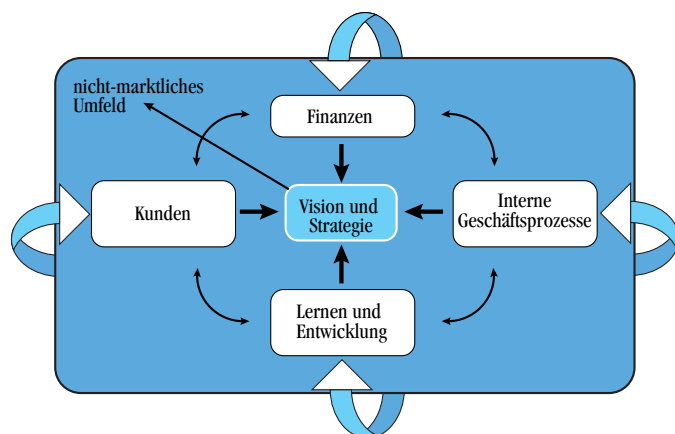 nicht-marktliches
Umfeld
Finanzen
Kunden
Vision und
Strategie
Interne
Geschäftsprozesse
Lernen und
Entwicklung